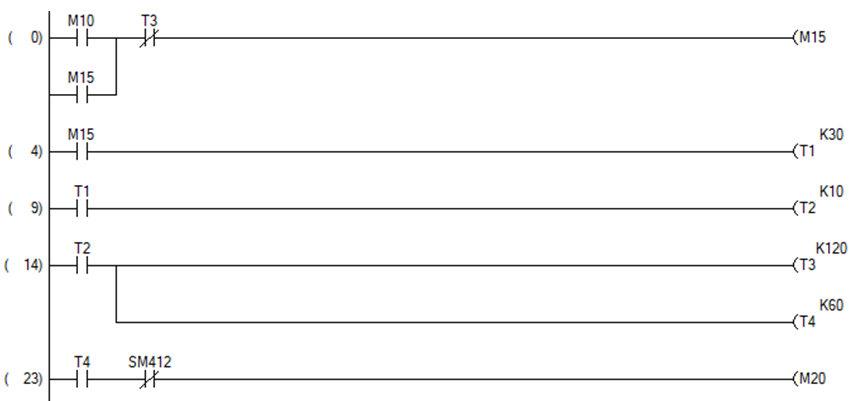 M10 T3
( 0) (M15
M15
M15 K30
( 4) (T1
T1 K10
( 9) (T2
T2 K120
( 14) (T3
K60
(T4
T4 SM412
( 23) (M20